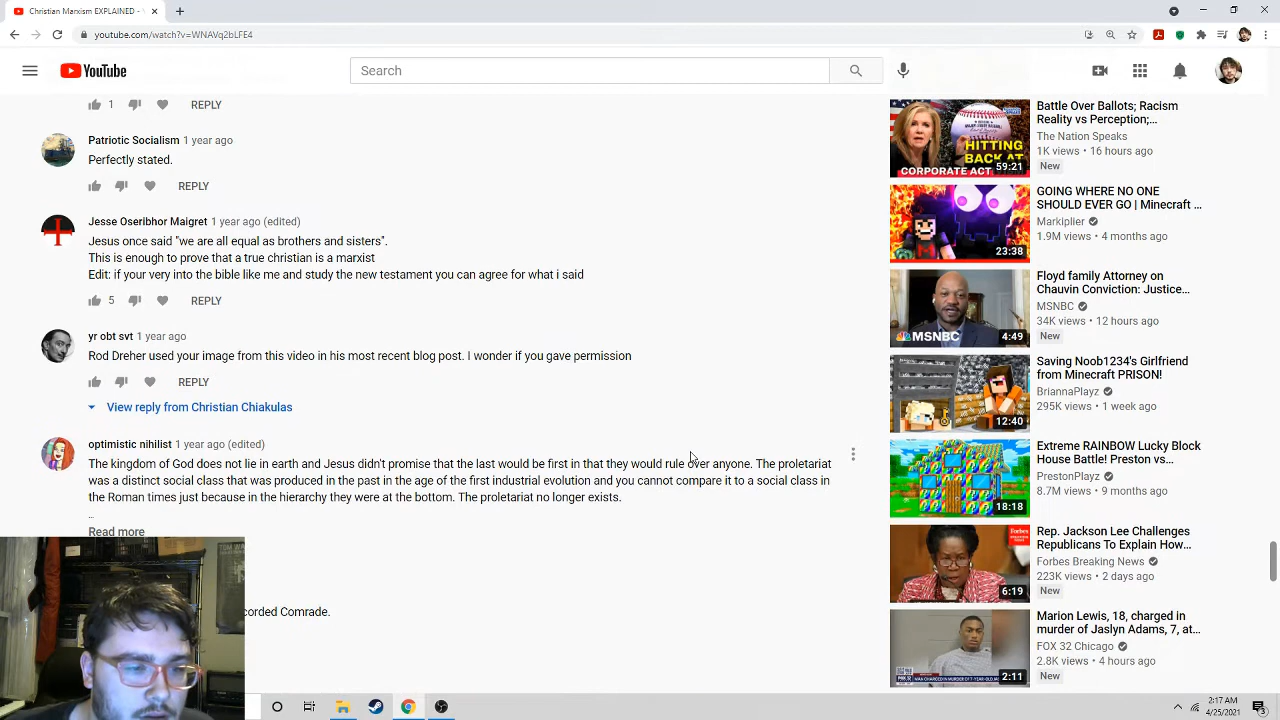 Christian Marxism EXPLAINED -
youtube.com/watch?v=WNAVq2bLFE4
YouTube
Search
1
REPLY
Patriotic Socialism 1 year ago
Perfectly stated.
REPLY
Jesse Oseribhor Magret 1 year ago (edited)
Jesus once said "we are all equal as bruthers and sisters".
This is enough to prove that a true christian is a marxist
Edit: if your very into the bible like me and study the new testament you can agree for what i said
5
REPLY
yr obt svt 1 year ago
Rod Dreher used your image from this video in his most recent blog post. I wonder if you gave permission
REPLY
View reply from Christian Chiakulas
optimistic nihilist 1 year ago (edited)
The kingdom of God does not lie in earth and Jesus didn't promise that the last would be first in that they would rule over anyone. The proletariat
was a distinct social class that was produced in the past in the age of the first industrial evolution and you cannot compare it to a social class in
the Roman times just because in the hierarchy they were at the bottom. The proletariat no longer exists.
...
Read more
corded Comrade.
HITTING
BACK AT
CORPORATE ACT
59:21
Battle Over Ballots; Racism
Reality vs Perception;...
The Nation Speaks
1K views • 16 hours ago
New
23:38
GOING WHERE NO ONE
SHOULD EVER GO | Minecraft ...
Markiplier
1.9M views • 4 months ago
MSNBC
4:49
Floyd family Attorney on
Chauvin Conviction: Justice...
MSNBC
34K views • 12 hours ago
New
12:40
Saving Noob1234's Girlfriend
from Minecraft PRISON!
BriannaPlayz
295K views • 1 week ago
18:18
Extreme RAINBOW Lucky Block
House Battle! Preston vs...
PrestonPlayz
8.7M views • 9 months ago
Forbes
6:19
Rep. Jackson Lee Challenges
Republicans To Explain How...
Forbes Breaking News
223K views • 2 days ago
New
2:11
Marion Lewis, 18, charged in
murder of Jaslyn Adams, 7, at...
FOX 32 Chicago
2.8K views • 4 hours ago
New
2:17 AM
4/25/2021
3